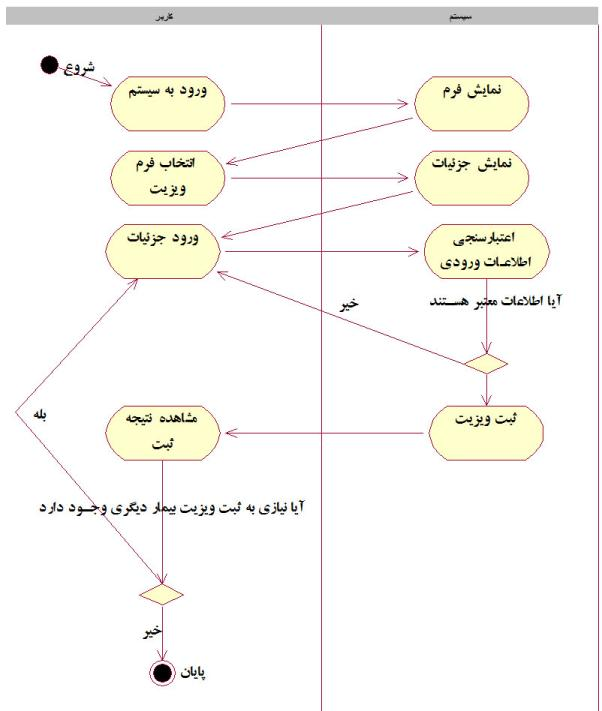 سیستم
کاربر
شروع
ورود به سیستم
نمایش فرم
انتخاب فرم
ویزیت
نمایش جزئیات
ورود جزئیات
اعتبارسنجی
اطلاعات ورودی
آیا اطلاعات معتبر هستند
خیر
ثبت ویزیت
مشاهده نتیجه
ثبت
بله
آیا نیازی به ثبت ویزیت بیمار دیگری وجود دارد
خیر
پایان